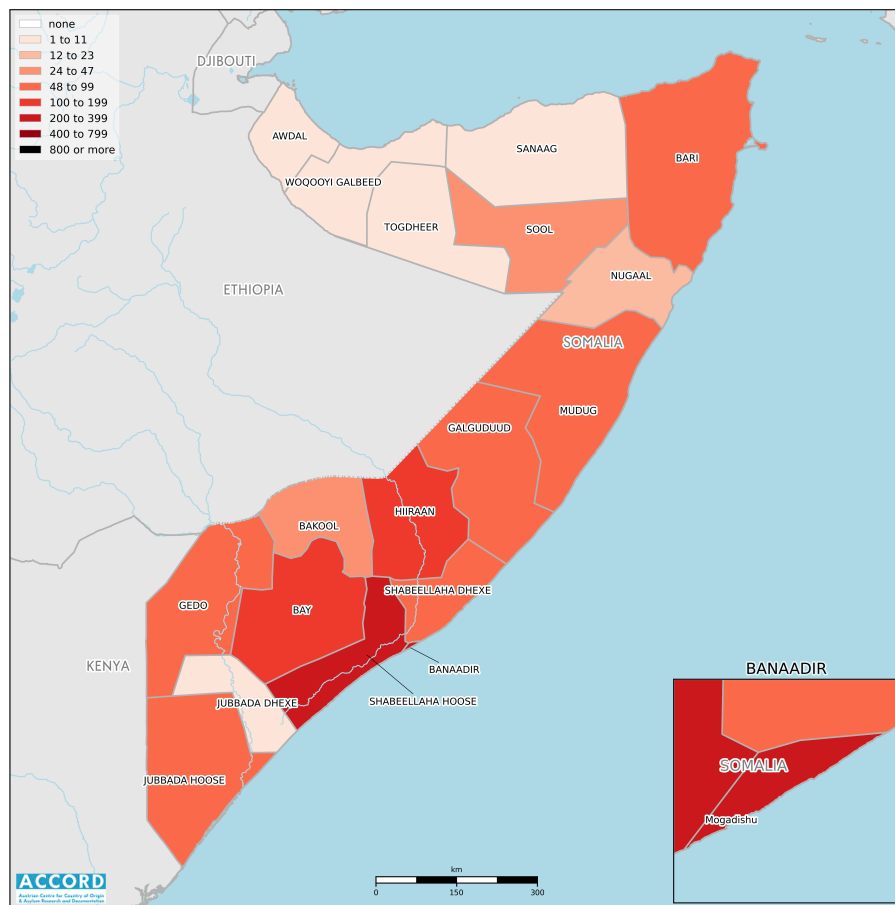 none
1 to 11
12 to 23
24 to 47
48 to 99
100 to 199
200 to 399
400 to 799
800 or more
DJIBOUTI
AWDAL
SANAAG
BARI
WOQOOYI GALBEED
TOGDHEER
SOOL
NUGAAL
ETHIOPIA
SOMALIA
MUDUG
GALGUDUUD
HIIRAAN
BAKOOL
SHABEELLAHA DHEXE
GEDO
BAY
KENYA
BANAADIR
JUBBADA DHEXE
SHABEELLAHA HOOSE
JUBBADA HOOSE
BANAADIR
SOMALIA
Mogadishu
km
0 150 300
ACCORD
Austrian Centre for Country of Origin
& Asylum Research and Documentation